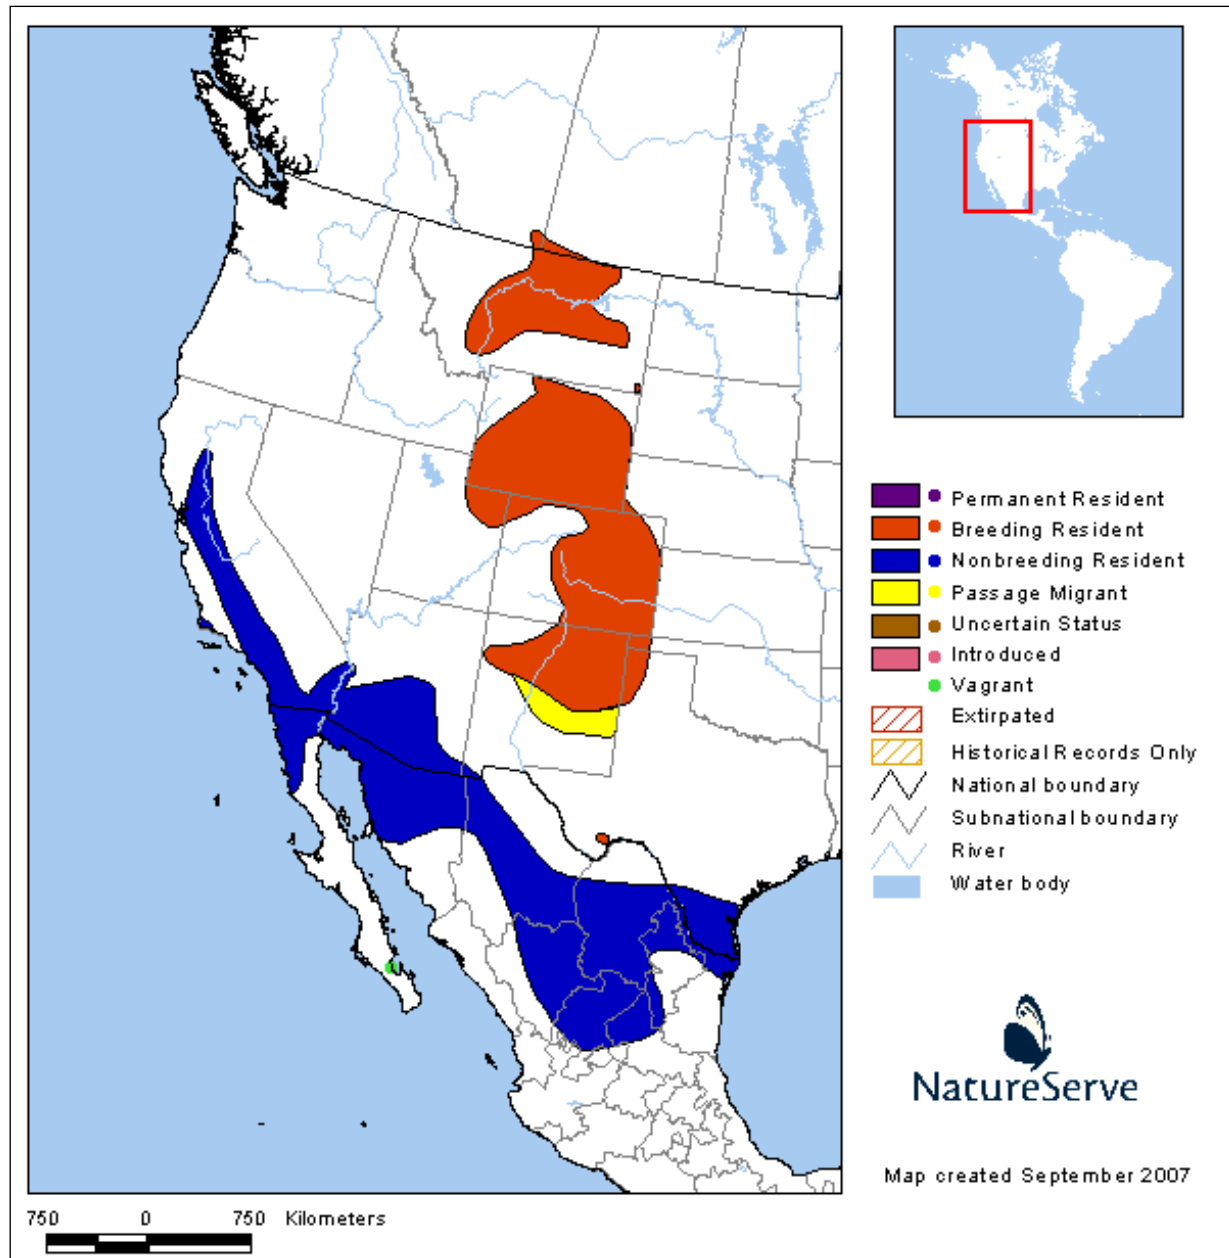 Permanent Resident
Breeding Resident
Nonbreeding Resident
Passage Migrant
Uncertain Status
Introduced
Vagrant
Extirpated
Historical Records Only
National boundary
Subnational boundary
River
Water body
NatureServe
Map created September 2007
750 0 750 Kilometers